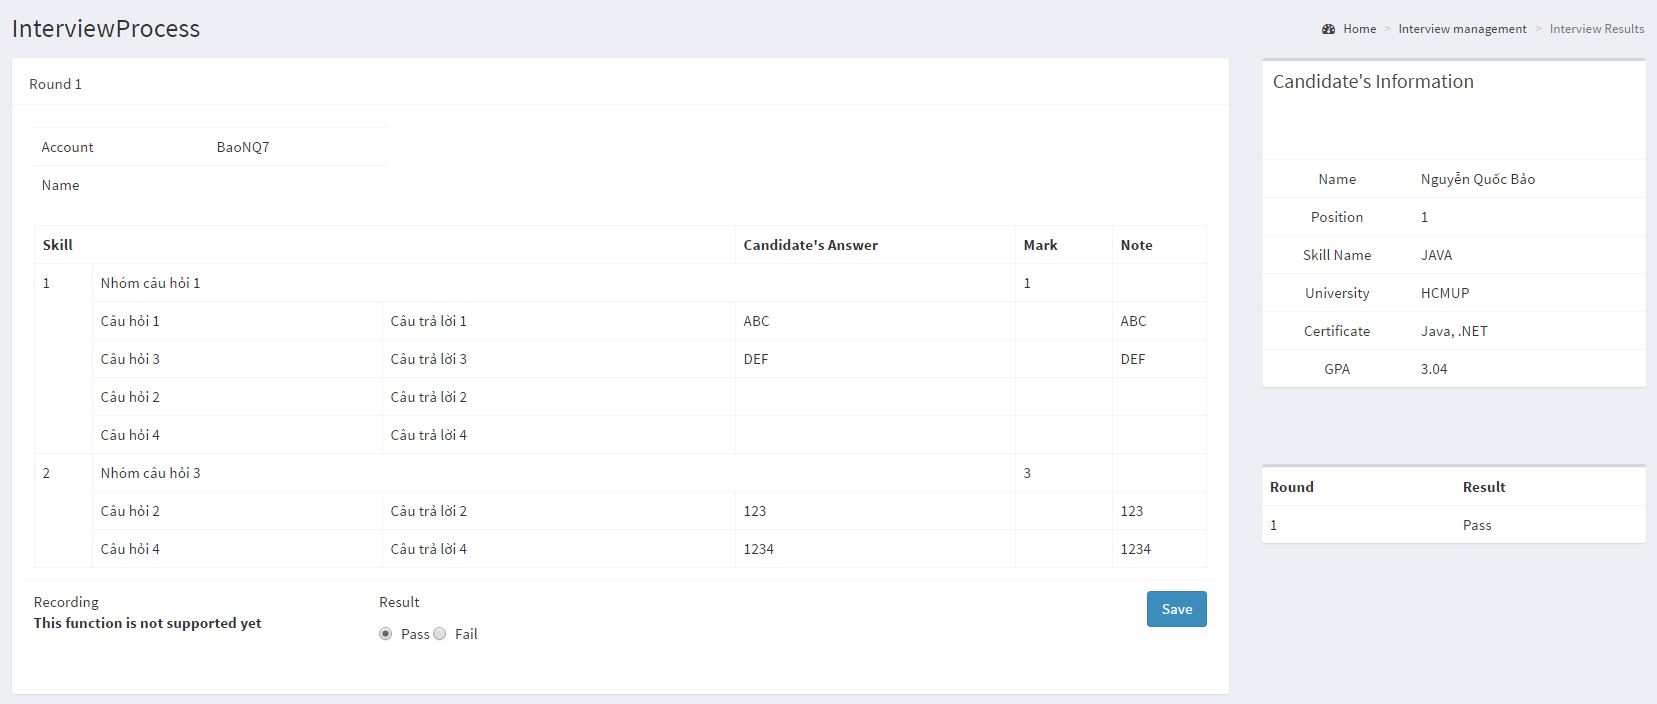 InterviewProcess
Home > Interview management > Interview Results
Round 1
Account BaoNQ7
Name
Skill Candidate's Answer Mark Note
1 Nhóm câu hỏi 1 1
Câu hỏi 1 Câu trả lời 1 ABC ABC
Câu hỏi 3 Câu trả lời 3 DEF DEF
Câu hỏi 2 Câu trả lời 2
Câu hỏi 4 Câu trả lời 4
2 Nhóm câu hỏi 3 3
Câu hỏi 2 Câu trả lời 2 123 123
Câu hỏi 4 Câu trả lời 4 1234 1234
Recording
This function is not supported yet
Result
Pass Fail
Save
Candidate's Information
Name Nguyễn Quốc Bảo
Position 1
Skill Name JAVA
University HCMUP
Certificate Java, .NET
GPA 3.04
Round Result
1 Pass